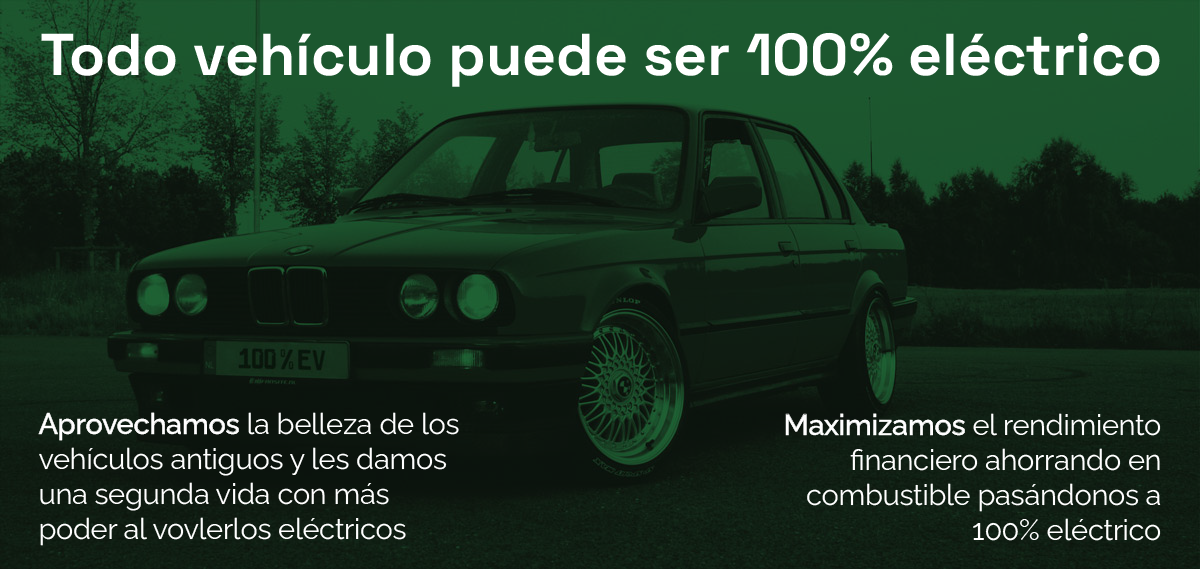 Todo vehículo puede ser 100% eléctrico
DUNLOP
100% EV
Aprovechamos la belleza de los
vehículos antiguos y les damos
una segunda vida con más
poder al vovlerlos eléctricos
Maximizamos el rendimiento
financiero ahorrando en
combustible pasándonos a
100% eléctrico